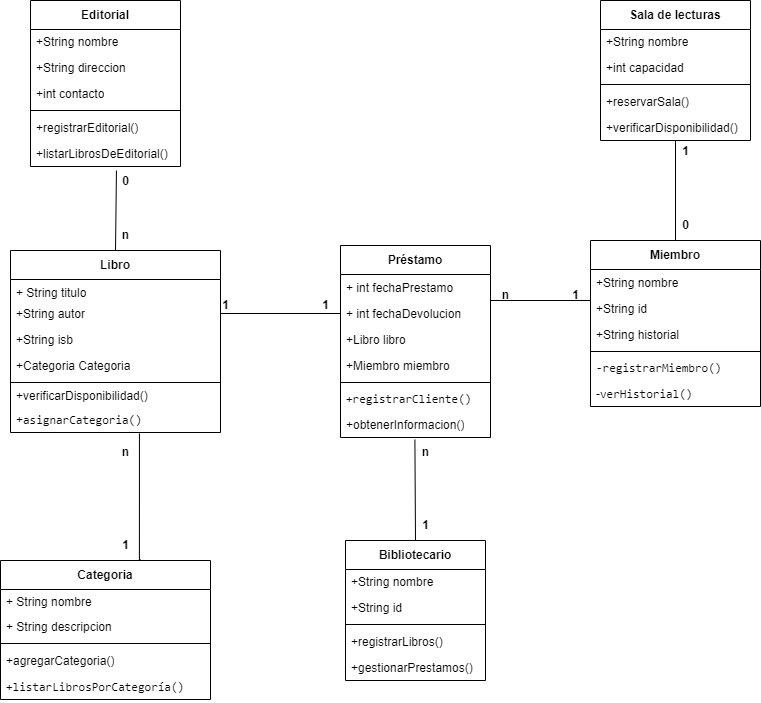 Editorial
+String nombre
+String direccion
+int contacto
+registrarEditorial()
+listarLibrosDeEditorial()
0
n
Sala de lecturas
+String nombre
+int capacidad
+reservarSala()
+verificarDisponibilidad()
1
0
Libro
+ String titulo
+String autor
+String isb
+Categoria Categoria
+verificarDisponibilidad()
+asignarCategoria()
1
1
Préstamo
+ int fechaPrestamo
+ int fechaDevolucion
+Libro libro
+Miembro miembro
+registrarCliente()
+obtenerInformacion()
n
1
Miembro
+String nombre
+String id
+String historial
-registrarMiembro()
-verHistorial()
n
1
n
1
Categoria
+ String nombre
+ String descripcion
+agregarCategoria()
+listarLibrosPorCategoría()
Bibliotecario
+String nombre
+String id
+registrarLibros()
+gestionarPrestamos()